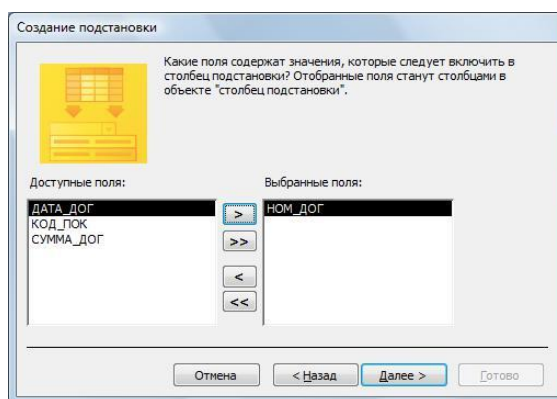 Создание подстановки
Какие поля содержат значения, которые следует включить в
столбец подстановки? Отобранные поля станут столбцами в
объекте "столбец подстановки".
Доступные поля:
Выбранные поля:
ДАТА_ДОГ
КОД_ПОК
СУММА_ДОГ
>
>>
<
<<
НОМ_ДОГ
Отмена
< Назад
Далее >
Готово